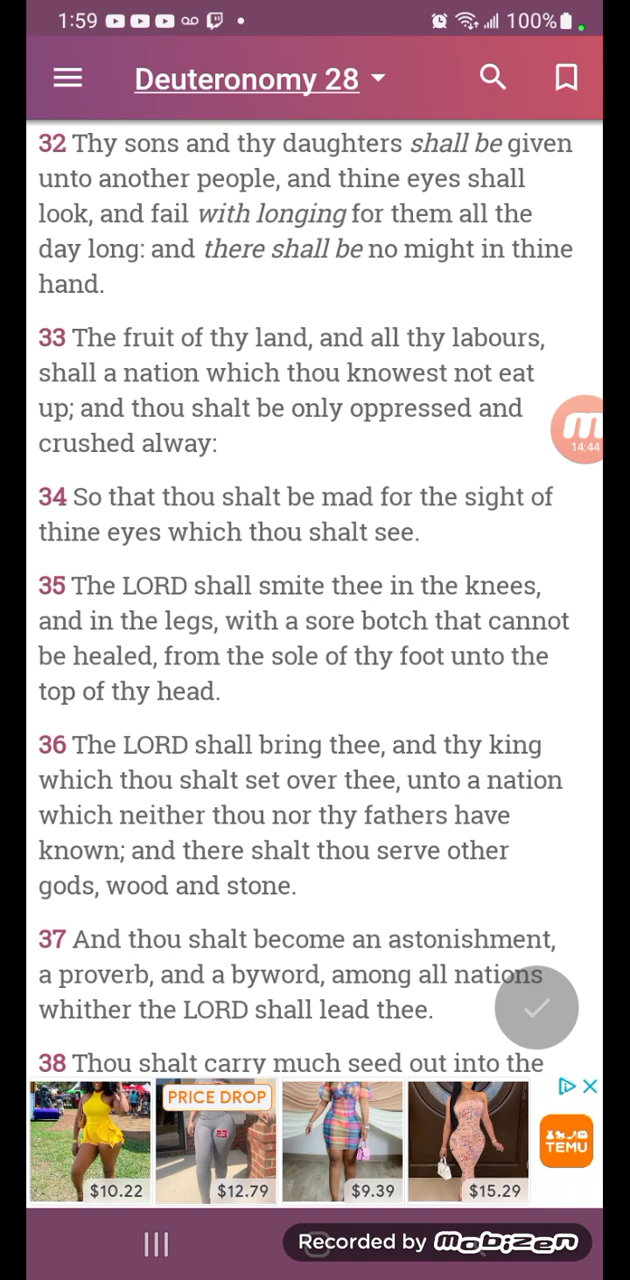 1:59
100%
Deuteronomy 28
32 Thy sons and thy daughters shall be given
unto another people, and thine eyes shall
look, and fail with longing for them all the
day long: and there shall be no might in thine
hand.
33 The fruit of thy land, and all thy labours,
shall a nation which thou knowest not eat
up; and thou shalt be only oppressed and
crushed alway:
m
14:44
34 So that thou shalt be mad for the sight of
thine eyes which thou shalt see.
35 The LORD shall smite thee in the knees,
and in the legs, with a sore botch that cannot
be healed, from the sole of thy foot unto the
top of thy head.
36 The LORD shall bring thee, and thy king
which thou shalt set over thee, unto a nation
which neither thou nor thy fathers have
known; and there shalt thou serve other
gods, wood and stone.
37 And thou shalt become an astonishment,
a proverb, and a byword, among all nations
whither the LORD shall lead thee.
38 Thou shalt carry much seed out into the
PRICE DROP
TEMU
$10.22
$12.79
$9.39
$15.29
Recorded by mobizen